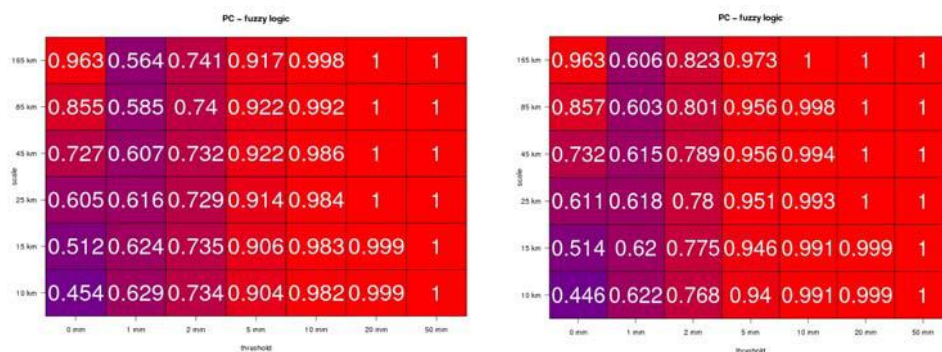 PC – fuzzy logic
165 km 0.963 0.564 0.741 0.917 0.998 1 1
85 km 0.855 0.585 0.74 0.922 0.992 1 1
45 km 0.727 0.607 0.732 0.922 0.986 1 1
scale
25 km 0.605 0.616 0.729 0.914 0.984 1 1
15 km 0.512 0.624 0.735 0.906 0.983 0.999 1
10 km 0.454 0.629 0.734 0.904 0.982 0.999 1
0 mm 1 mm 2 mm 5 mm 10 mm 20 mm 50 mm
threshold
PC – fuzzy logic
165 km 0.963 0.606 0.823 0.973 1 1 1
85 km 0.857 0.603 0.801 0.956 0.998 1 1
45 km 0.732 0.615 0.789 0.956 0.994 1 1
scale
25 km 0.611 0.618 0.78 0.951 0.993 1 1
15 km 0.514 0.62 0.775 0.946 0.991 0.999 1
10 km 0.446 0.622 0.768 0.94 0.991 0.999 1
0 mm 1 mm 2 mm 5 mm 10 mm 20 mm 50 mm
threshold